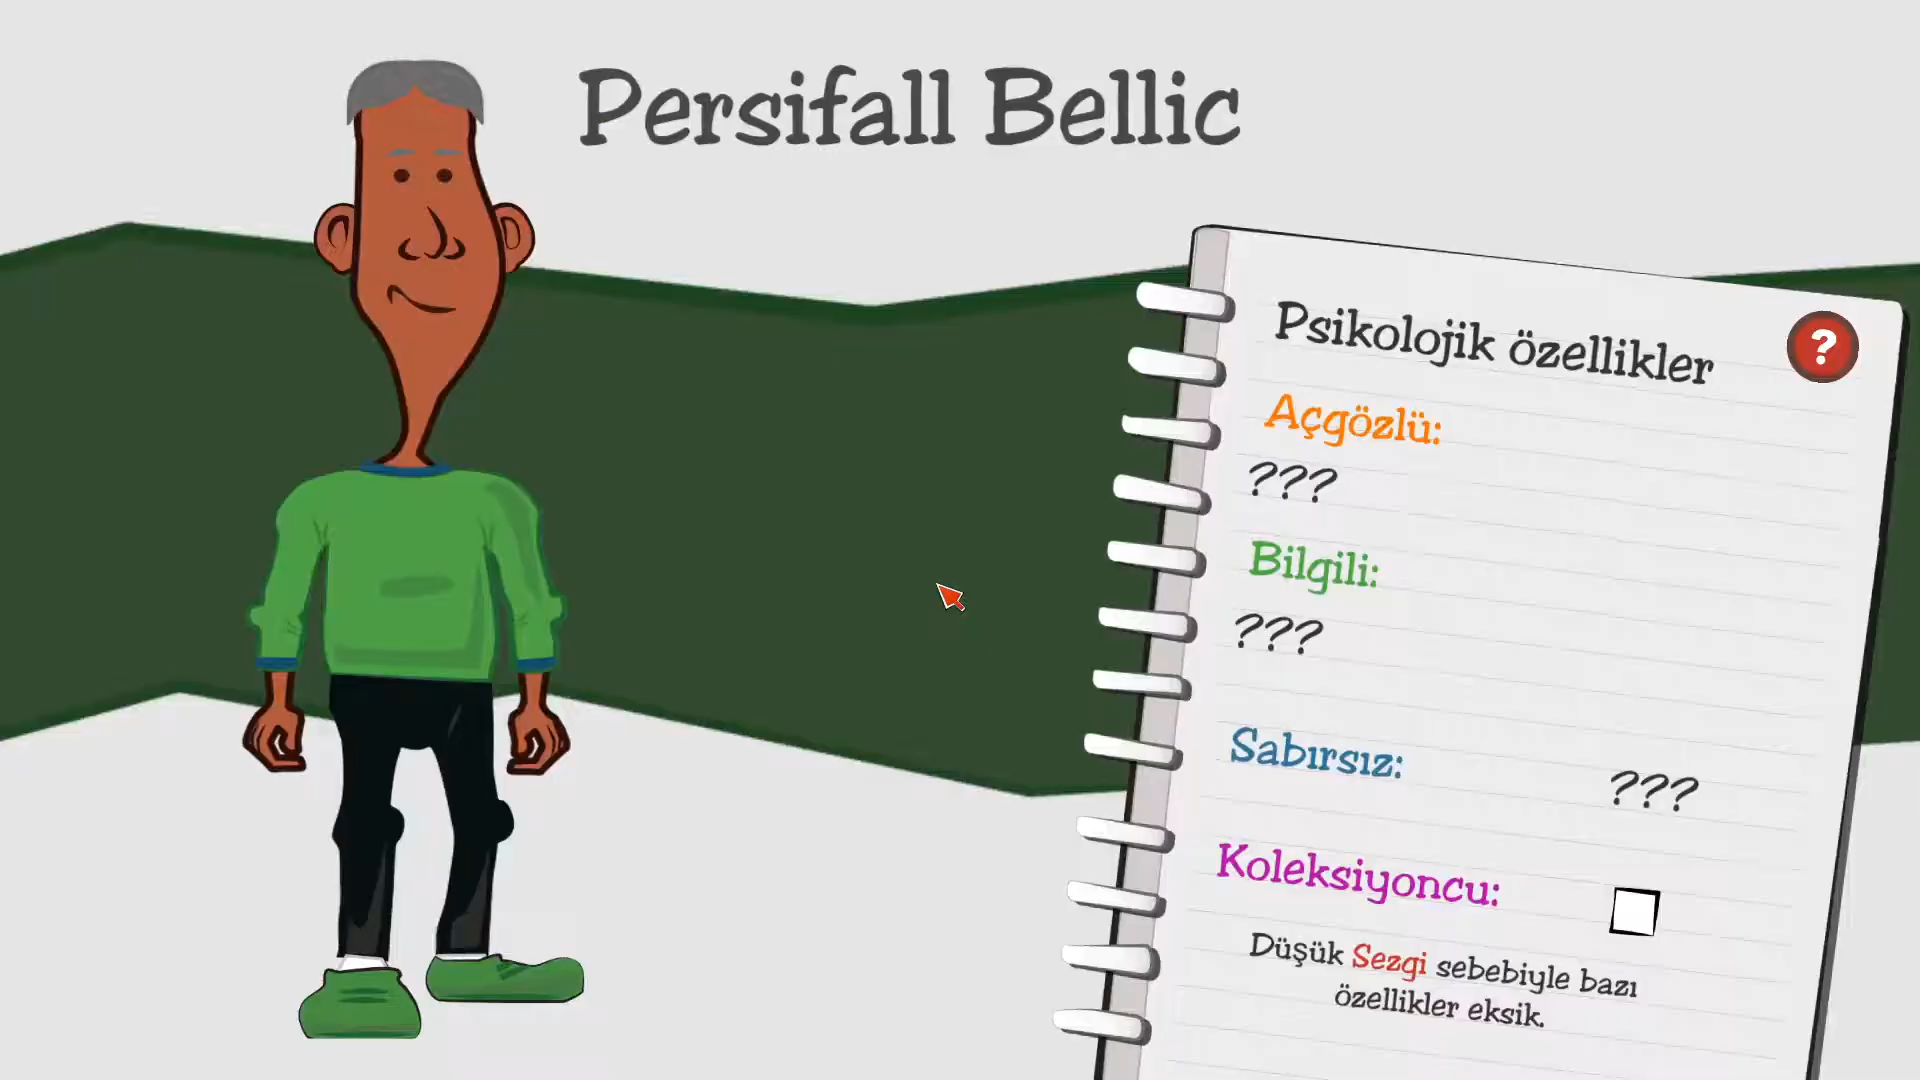 Persifall Bellic
Psikolojik özellikler
?
Açgözlü:
???
Bilgili:
???
Sabırsız:
???
Koleksiyoncu:
Düşük Sezgi sebebiyle bazı
özellikler eksik.